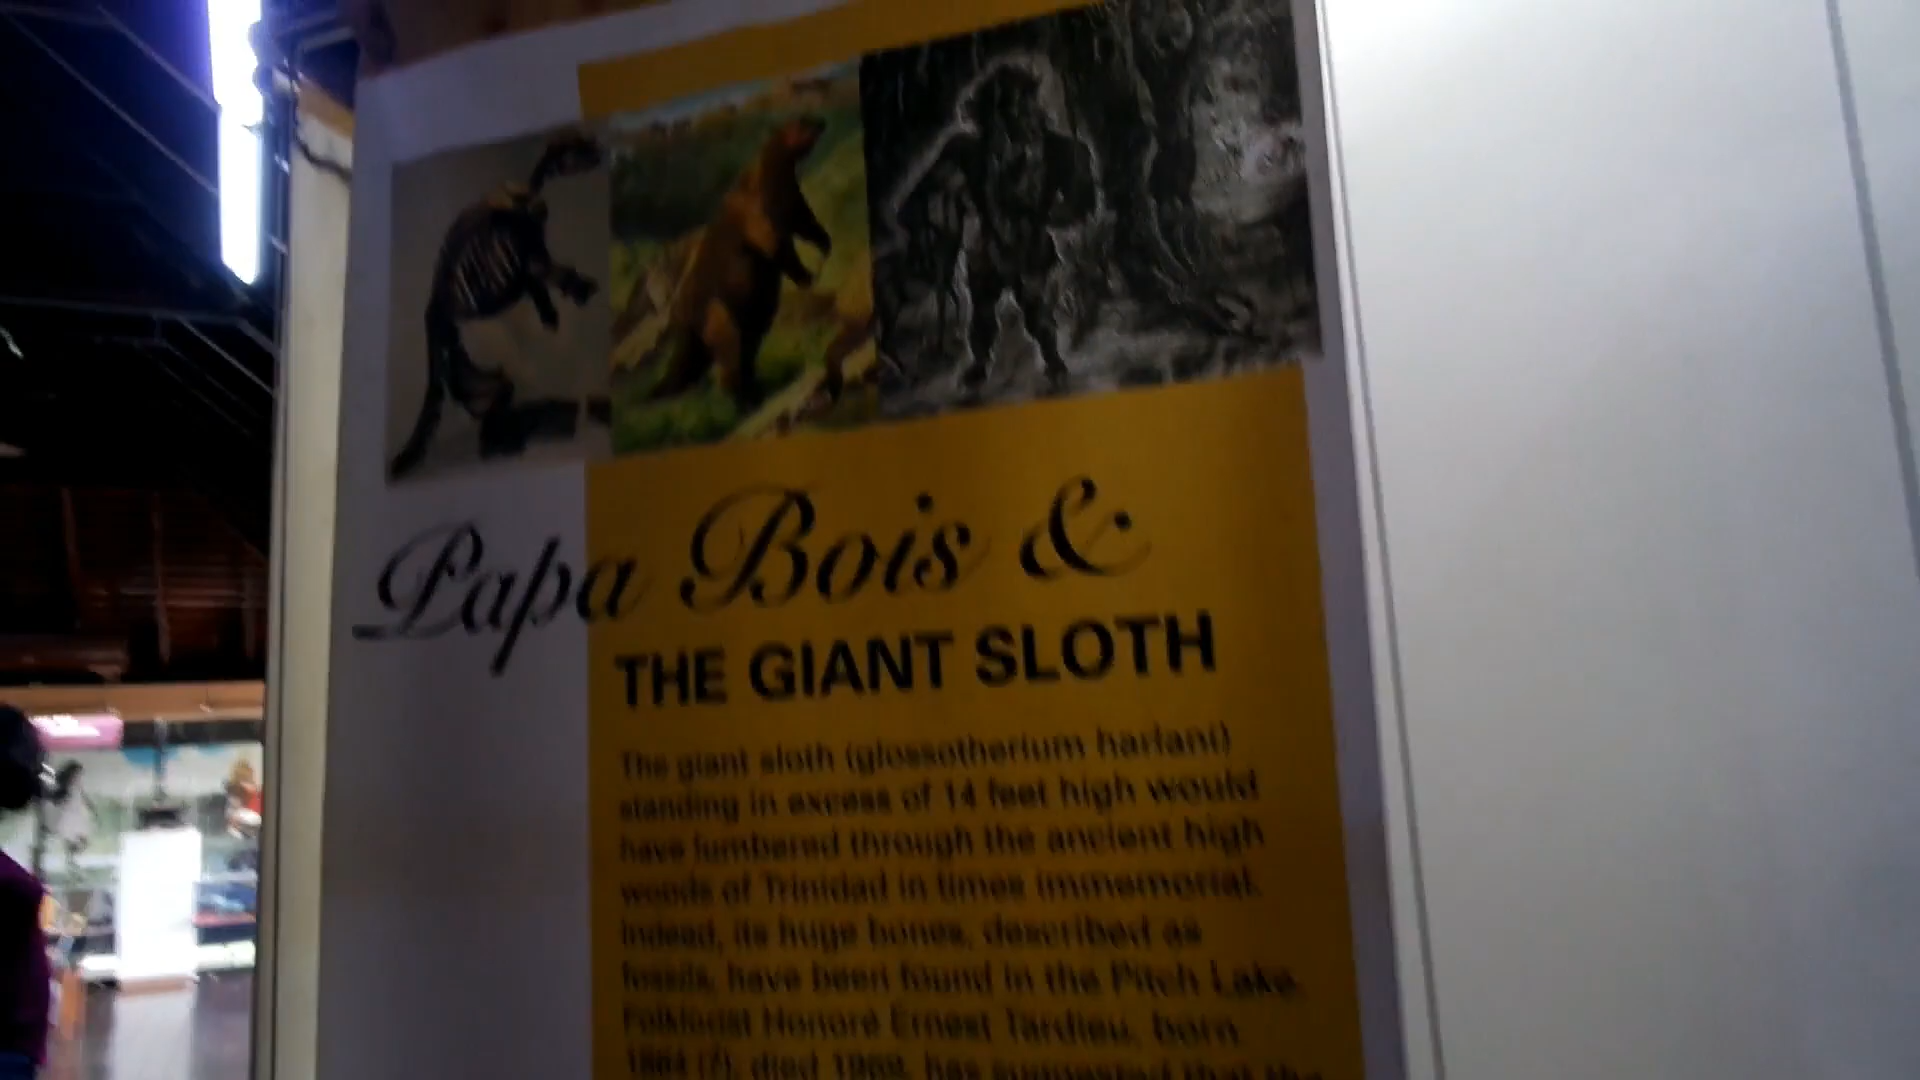 Papa Bois &
THE GIANT SLOTH
The giant sloth (glossotherium harlani)
standing in excess of 14 feet high would
have lumbered through the ancient high
woods of Trinidad in times immemorial.
Indeed, its huge bones, described as
fossils, have been found in the Pitch Lake.
Folklorist Honoré Ernest Tardieu, born
1864 (?), died 1969, has suggested that the